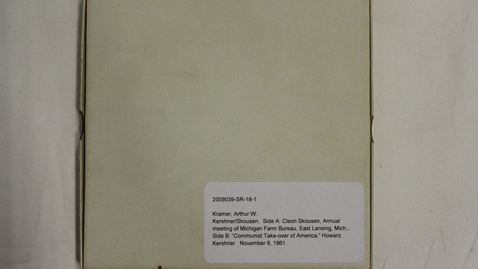 2009039-SR-18-1
Kramer, Arthur W.
Kershner/Skousen. Side A: Cleon Skousen, Annual
meeting of Michigan Farm Bureau, East Lansing, Mich.,
Side B: "Communist Take-over of America." Howard
Kershner November 8, 1961